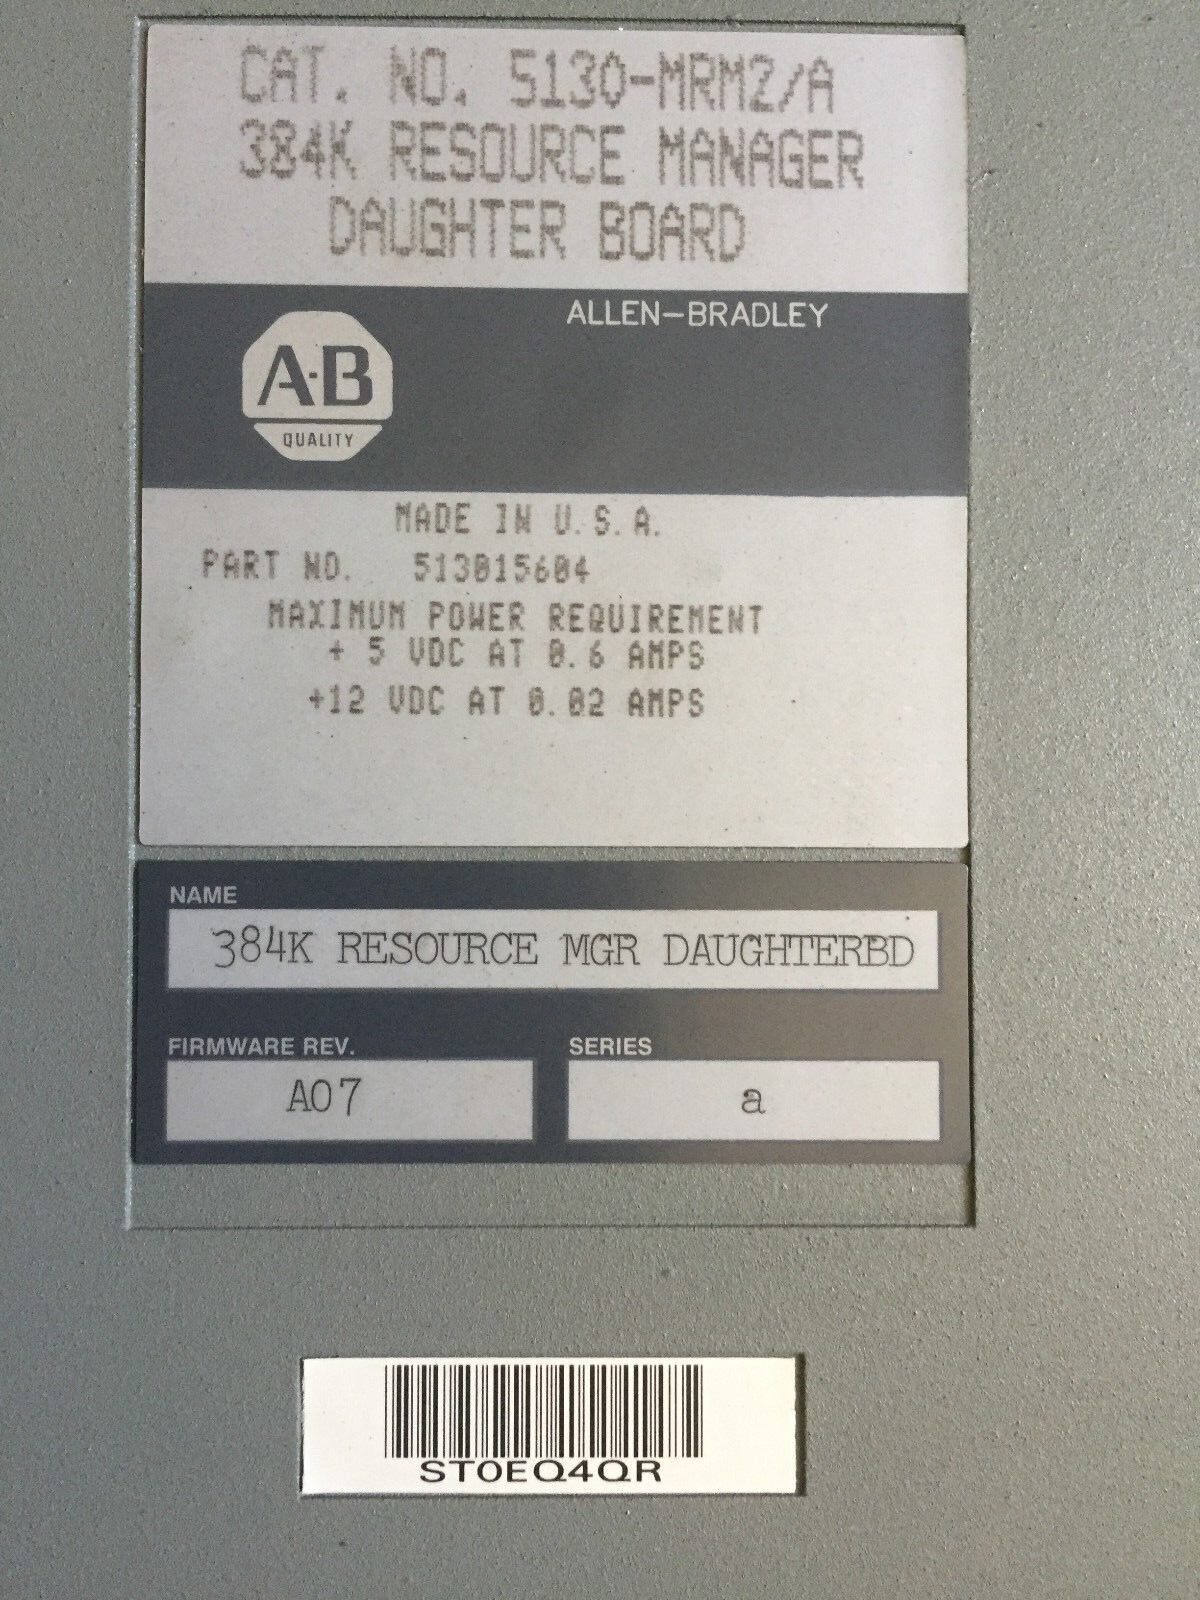 CAT. NO. 5130-MRM2/A
384K RESOURCE MANAGER
DAUGHTER BOARD
ALLEN-BRADLEY
A-B
QUALITY
MADE IN U.S.A.
PART NO. 513015604
MAXIMUM POWER REQUIREMENT
+ 5 VDC AT 0.6 AMPS
+12 VDC AT 0.02 AMPS
NAME
384K RESOURCE MGR DAUGHTERBD
FIRMWARE REV.
A07
SERIES
a
ST0EQ4QR